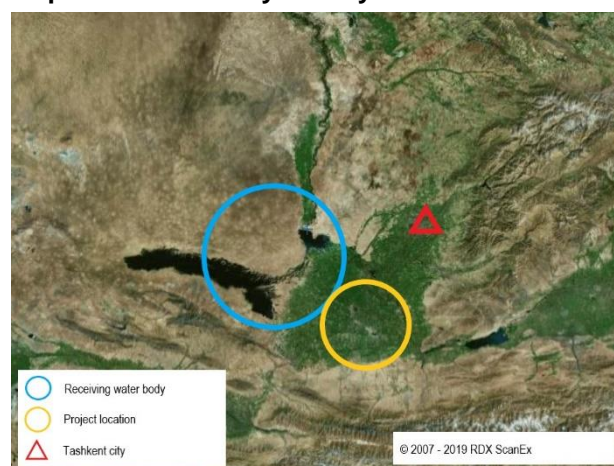 Receiving water body
Project location
Tashkent city
© 2007 - 2019 RDX ScanEx